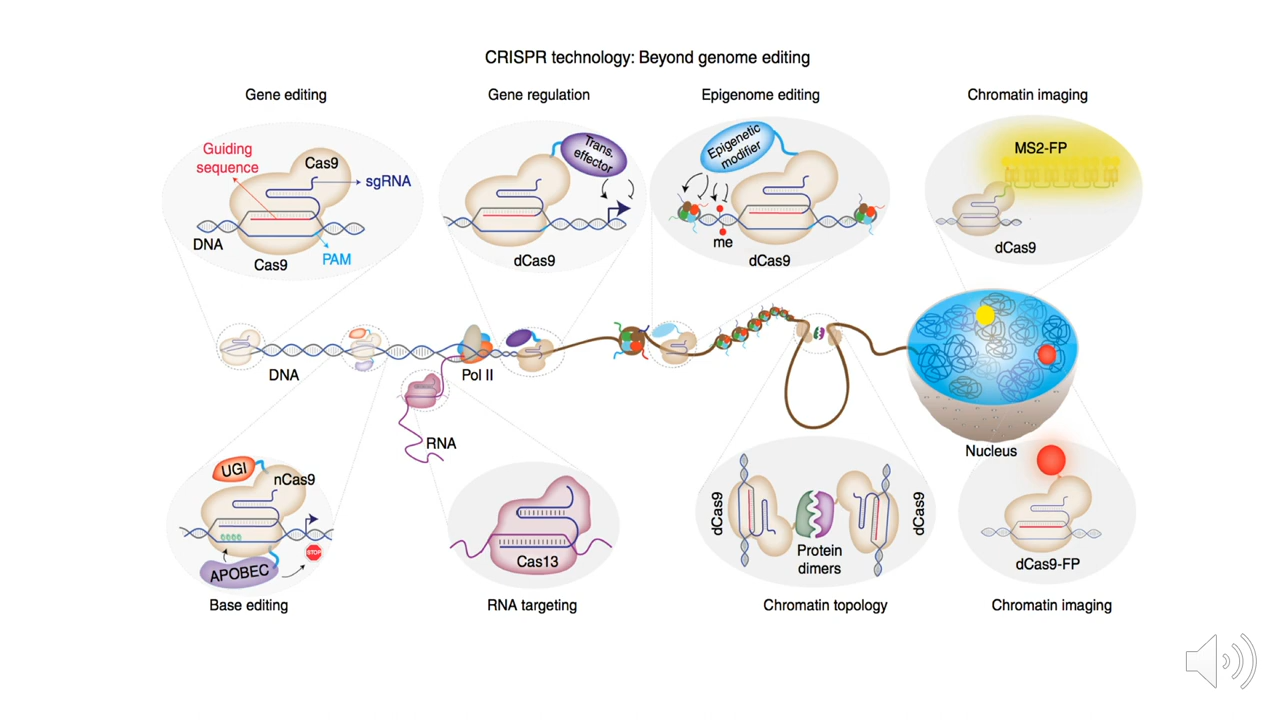 CRISPR technology: Beyond genome editing
Gene editing
Gene regulation
Epigenome editing
Chromatin imaging
Guiding
sequence
Cas9
sgRNA
DNA
Cas9
PAM
Trans.
effector
dCas9
Epigenetic
modifier
me
dCas9
MS2-FP
dCas9
DNA
Pol II
RNA
Nucleus
UGI
nCas9
STOP
APOBEC
Base editing
Cas13
RNA targeting
dCas9
dCas9
Protein
dimers
Chromatin topology
dCas9-FP
Chromatin imaging